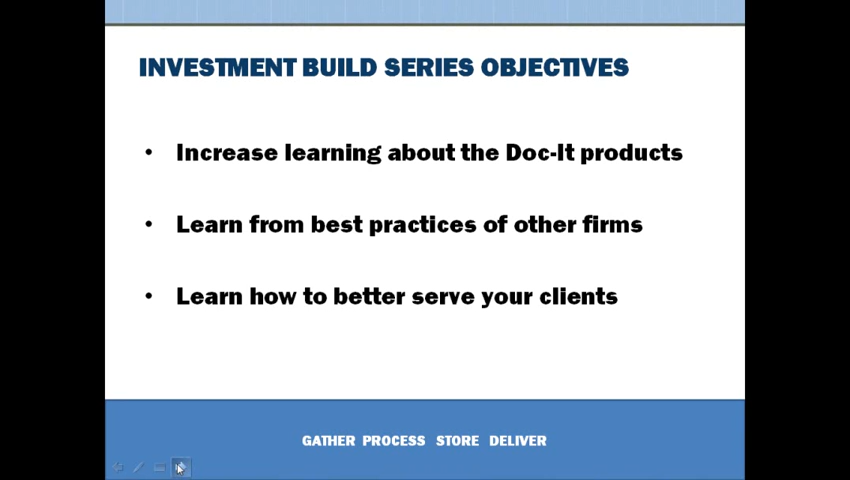 INVESTMENT BUILD SERIES OBJECTIVES
• Increase learning about the Doc-It products
• Learn from best practices of other firms
• Learn how to better serve your clients
GATHER PROCESS STORE DELIVER